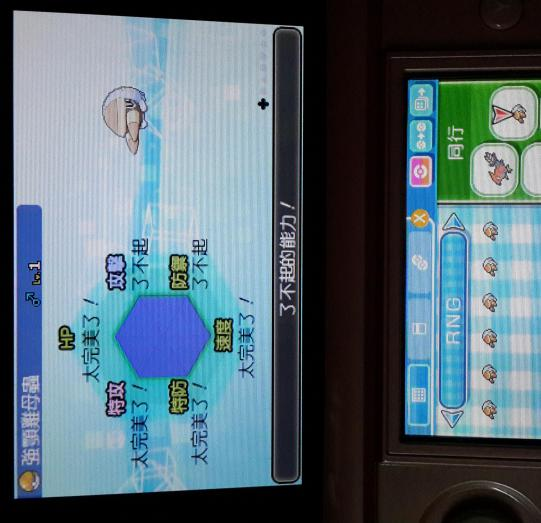 強顎雞母蟲
♂ Lv.1
HP
太完美了！
攻擊
了不起
防禦
了不起
速度
太完美了！
特防
太完美了！
特攻
太完美了！
了不起的能力！
同行
X
RNG